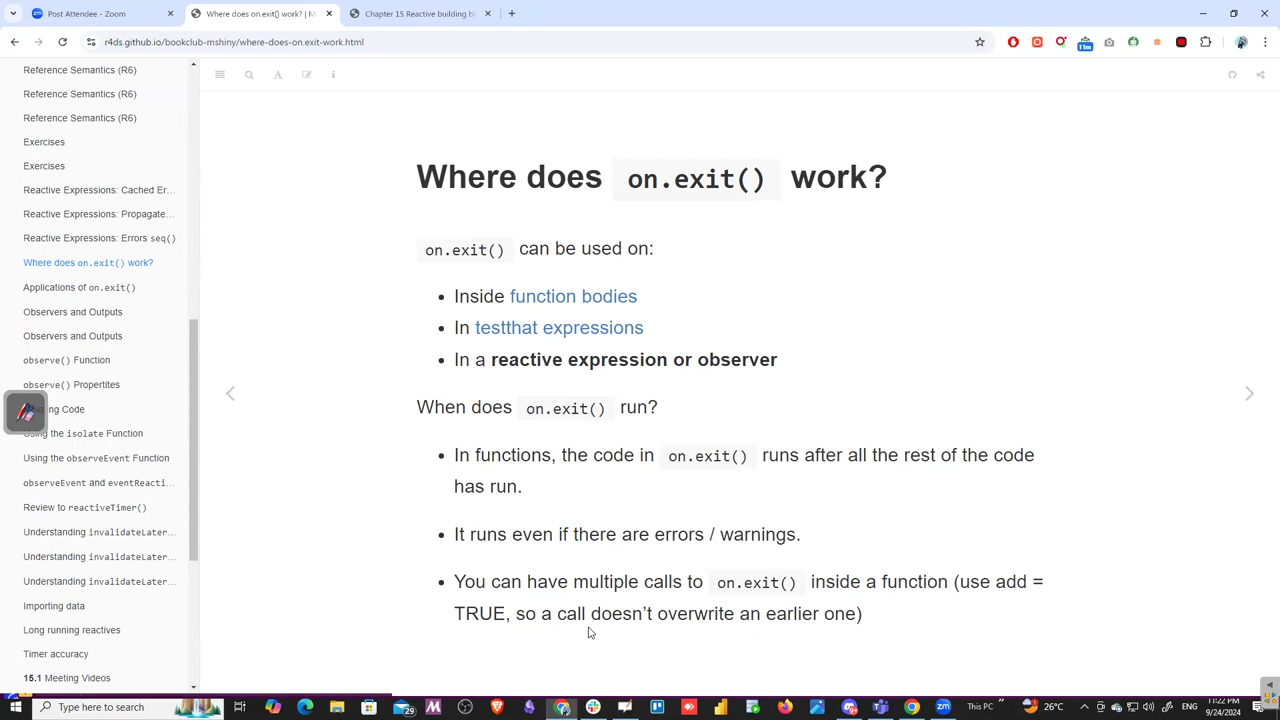 Post Attendee - Zoom
Where does on.exit() work? | M
Chapter 15 Reactive building b
r4ds.github.io/bookclub-mshiny/where-does-on.exit-work.html
11m
Reference Semantics (R6)
Reference Semantics (R6)
Reference Semantics (R6)
Exercises
Exercises
Reactive Expressions: Cached Er...
Reactive Expressions: Propagate...
Reactive Expressions: Errors seq()
Where does on.exit() work?
Applications of on.exit()
Observers and Outputs
Observers and Outputs
observe() Function
observe() Propertites
Code
Using the isolate Function
Using the observeEvent Function
observeEvent and eventReacti...
Review to reactiveTimer()
Understanding invalidateLater...
Understanding invalidateLater...
Understanding invalidateLater...
Importing data
Long running reactives
Timer accuracy
15.1 Meeting Videos
Where does on.exit() work?
on.exit() can be used on:
Inside function bodies
In testthat expressions
In a reactive expression or observer
When does on.exit() run?
In functions, the code in on.exit() runs after all the rest of the code
has run.
It runs even if there are errors / warnings.
You can have multiple calls to on.exit() inside a function (use add =
TRUE, so a call doesn't overwrite an earlier one)
Type here to search
29
This PC
26°C
ENG
11:22 PM
9/24/2024